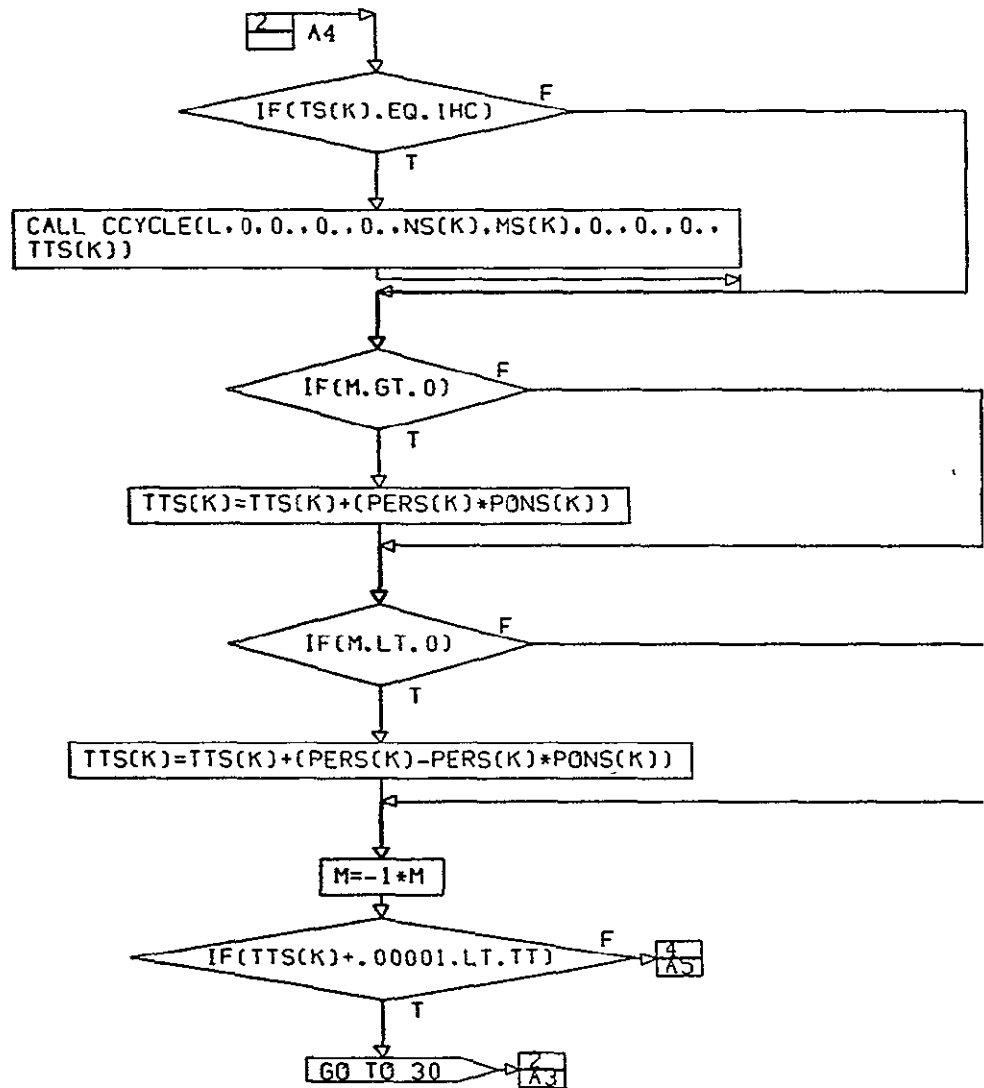 2 A4
IF(TS(K).EQ.IHC)
F
T
CALL CCYCLE(L.0.0..0..0..NS(K).MS(K).0..0..0..
TTS(K))
IF(M.GT.0)
F
T
TTS(K)=TTS(K)+(PERS(K)*PONS(K))
IF(M.LT.0)
F
T
TTS(K)=TTS(K)+(PERS(K)-PERS(K)*PONS(K))
M=-1*M
IF(TTS(K)+.00001.LT.TT)
F
4
A5
T
GO TO 30
2
A3